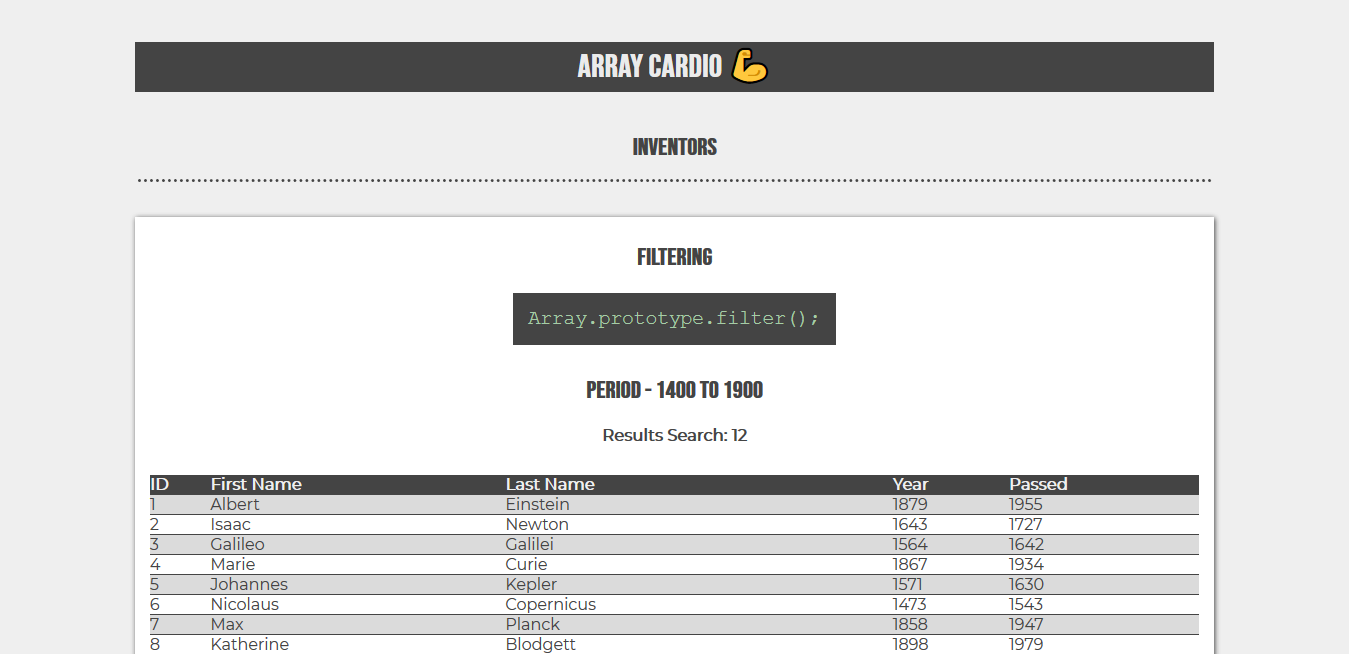 ARRAY CARDIO 💪
INVENTORS
FILTERING
Array.prototype.filter();
PERIOD - 1400 TO 1900
Results Search: 12
ID First Name Last Name Year Passed
1 Albert Einstein 1879 1955
2 Isaac Newton 1643 1727
3 Galileo Galilei 1564 1642
4 Marie Curie 1867 1934
5 Johannes Kepler 1571 1630
6 Nicolaus Copernicus 1473 1543
7 Max Planck 1858 1947
8 Katherine Blodgett 1898 1979